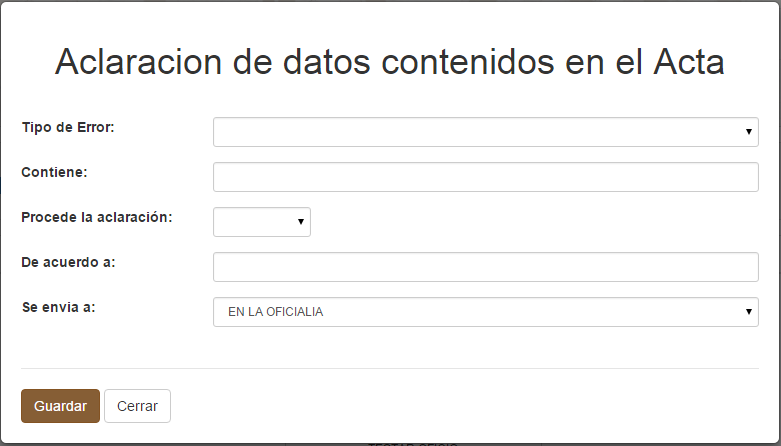 Aclaracion de datos contenidos en el Acta
Tipo de Error:
Contiene:
Procede la aclaración:
De acuerdo a:
Se envia a: EN LA OFICIALIA
Guardar Cerrar